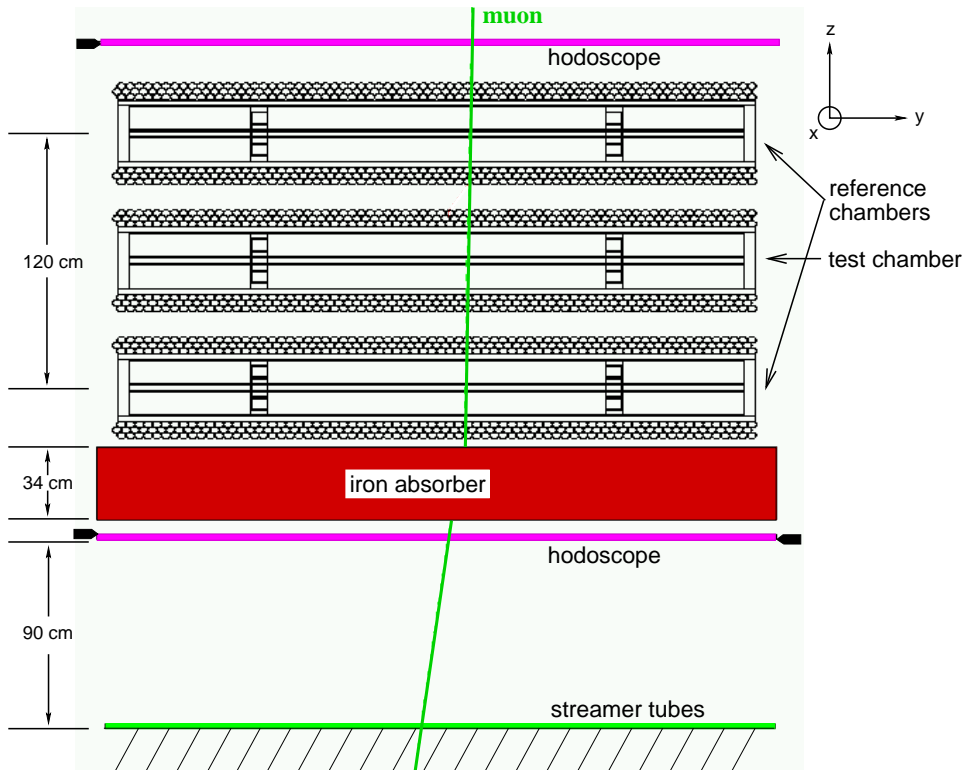 muon
hodoscope
z
y
x
reference
chambers
120 cm
test chamber
34 cm
iron absorber
hodoscope
90 cm
streamer tubes